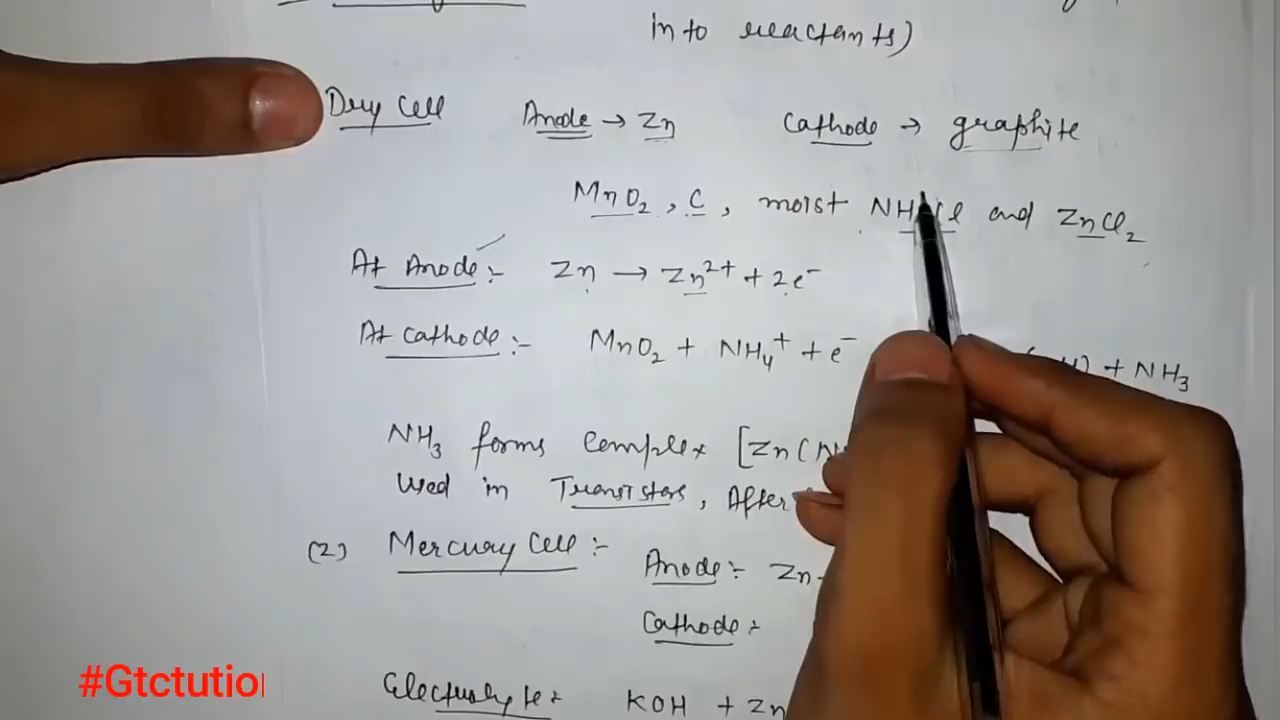 into reactants)
Dry Cell Anode → Zn Cathode → graphite
MnO₂, C, moist NH Cl and ZnCl₂
At Anode:- Zn → Zn²⁺ + 2e⁻
At Cathode:- MnO₂ + NH₄⁺ + e⁻ + NH₃
NH₃ forms Complex [Zn(N
Used in Transistors, After
(2) Mercury Cell:- Anode:- Zn-
Cathode:-
Electrolyte:- KOH + Zn
#Gtctution